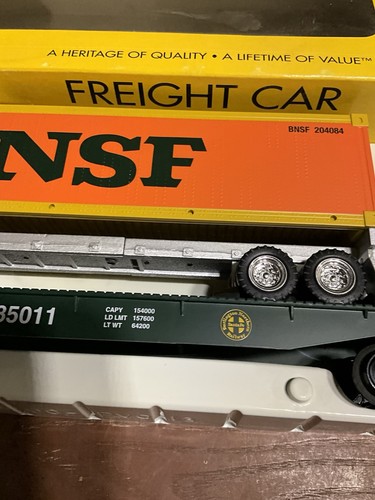 A HERITAGE OF QUALITY • A LIFETIME OF VALUE™
FREIGHT CAR
BNSF 204084
NSF
85011
CAPY 154000
LD LMT 157600
LT WT 64200